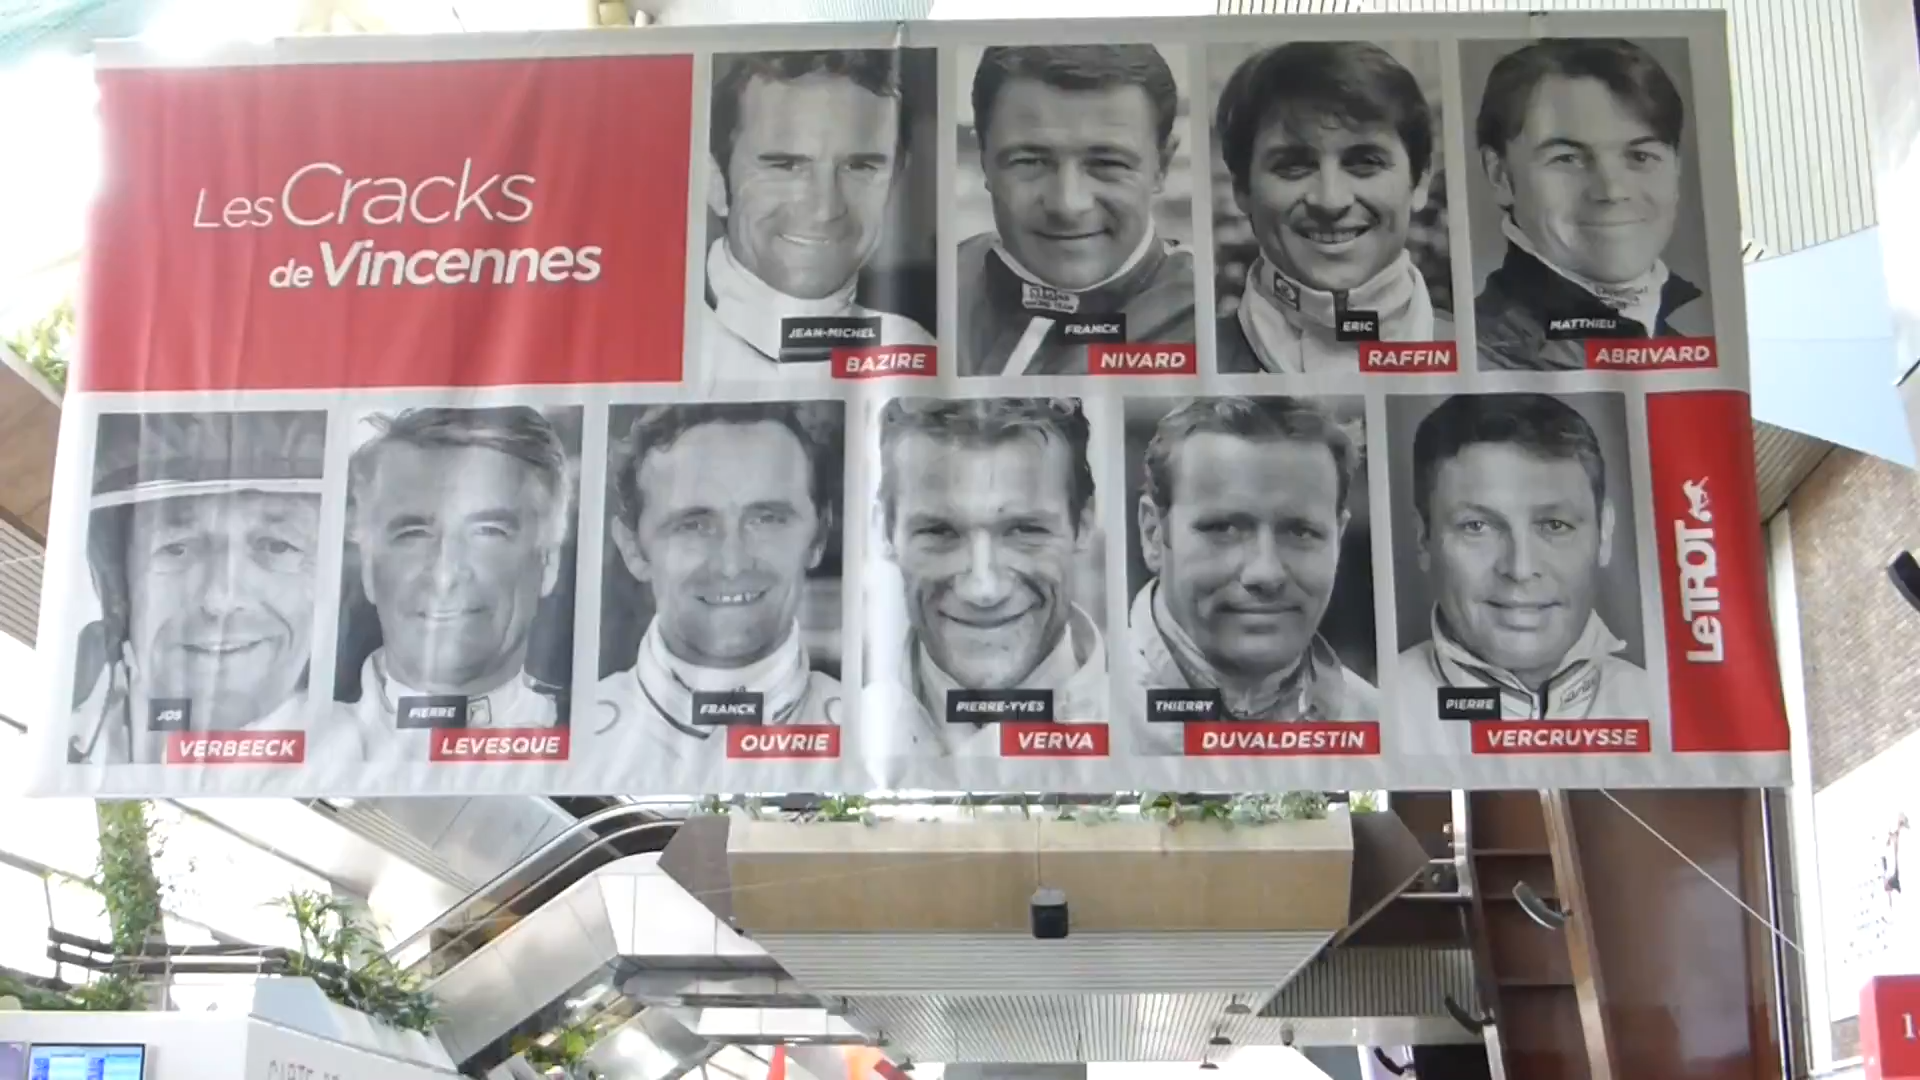 Les Cracks
de Vincennes
JEAN-MICHEL
BAZIRE
FRANCK
NIVARD
ERIC
RAFFIN
MATTHIEU
ABRIVARD
JOS
VERBEECK
PIERRE
LEVESQUE
FRANCK
OUVRIE
PIERRE-YVES
VERVA
THIERRY
DUVALDESTIN
PIERRE
VERCRUYSSE
LeTROT